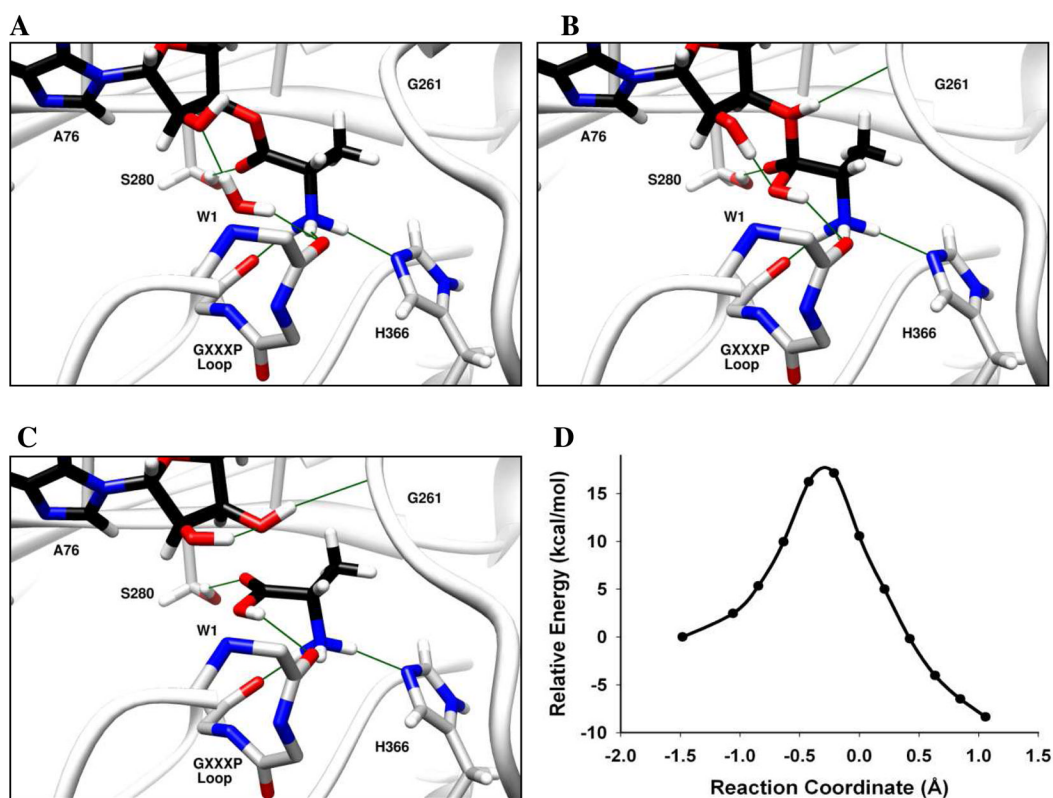 A
G261
A76
S280
W1
GXXXP
Loop
H366
B
G261
A76
S280
W1
GXXXP
Loop
H366
C
G261
A76
S280
W1
GXXXP
Loop
H366
D
Relative Energy (kcal/mol)
15
10
5
0
-5
-10
-2.0 -1.5 -1.0 -0.5 0.0 0.5 1.0 1.5
Reaction Coordinate (Å)